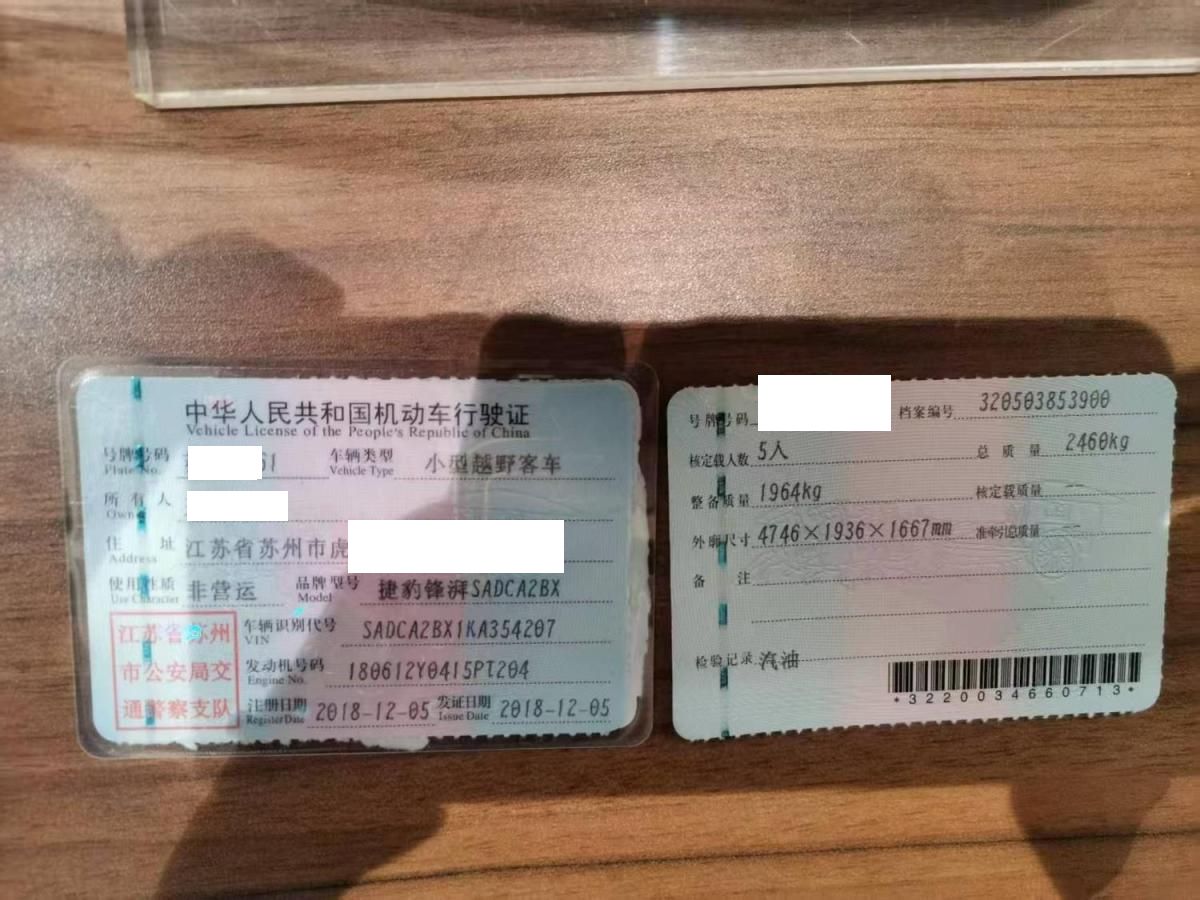 中华人民共和国机动车行驶证
Vehicle License of the People's Republic of China
号牌号码 61 车辆类型 小型越野客车
Plate No. Vehicle Type
所有人
Owner
住址 江苏省苏州市虎
Address
使用性质 非营运 品牌型号 捷豹锋湃SADCA2BX
Use Character Model
江苏省苏州
市公安局交
通警察支队
车辆识别代号 SADCA2BX1KA354207
VIN
发动机号码 180612Y0415PT204
Engine No.
注册日期 2018-12-05 发证日期 2018-12-05
Register Date Issue Date
号牌号码 档案编号 320503853900
核定载人数 5人 总质量 2460kg
整备质量 1964kg 核定载质量 --
外廓尺寸 4746×1936×1667mm 准牵引总质量 --
备注
检验记录 汽油
*3220034660713*